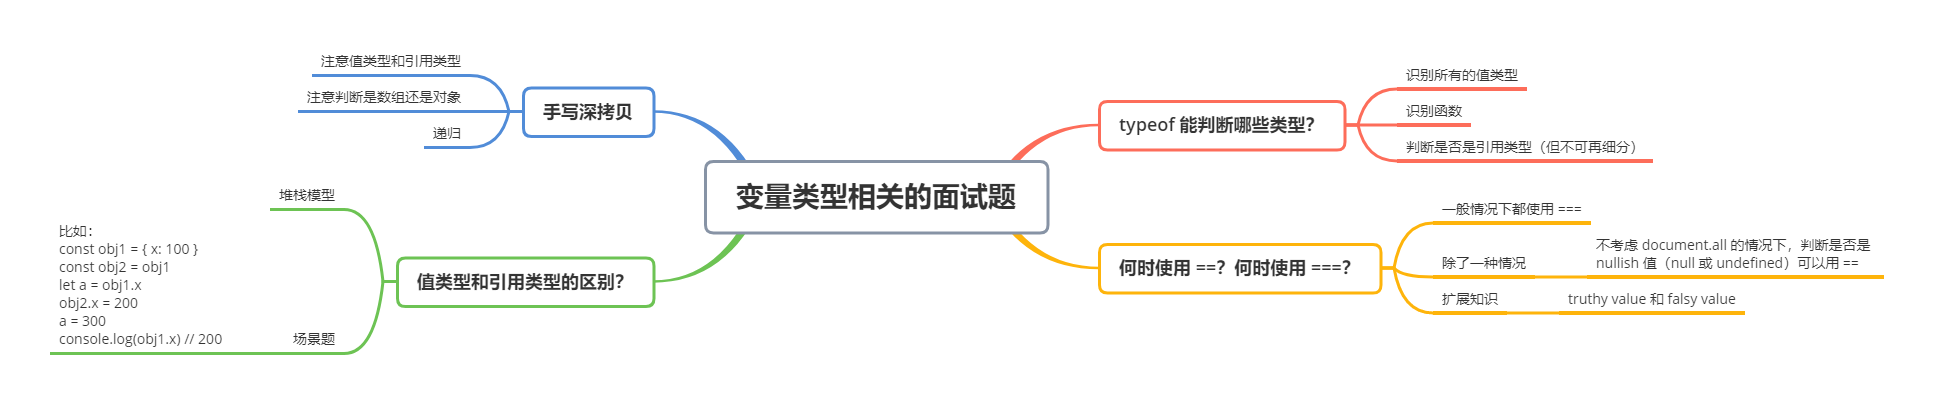 变量类型相关的面试题
typeof 能判断哪些类型？
识别所有的值类型
识别函数
判断是否是引用类型（但不可再细分）
何时使用 ==？何时使用 ===？
一般情况下都使用 ===
除了一种情况
不考虑 document.all 的情况下，判断是否是
nullish 值（null 或 undefined）可以用 ==
扩展知识
truthy value 和 falsy value
手写深拷贝
注意值类型和引用类型
注意判断是数组还是对象
递归
值类型和引用类型的区别？
堆栈模型
场景题
比如：
const obj1 = { x: 100 }
const obj2 = obj1
let a = obj1.x
obj2.x = 200
a = 300
console.log(obj1.x) // 200